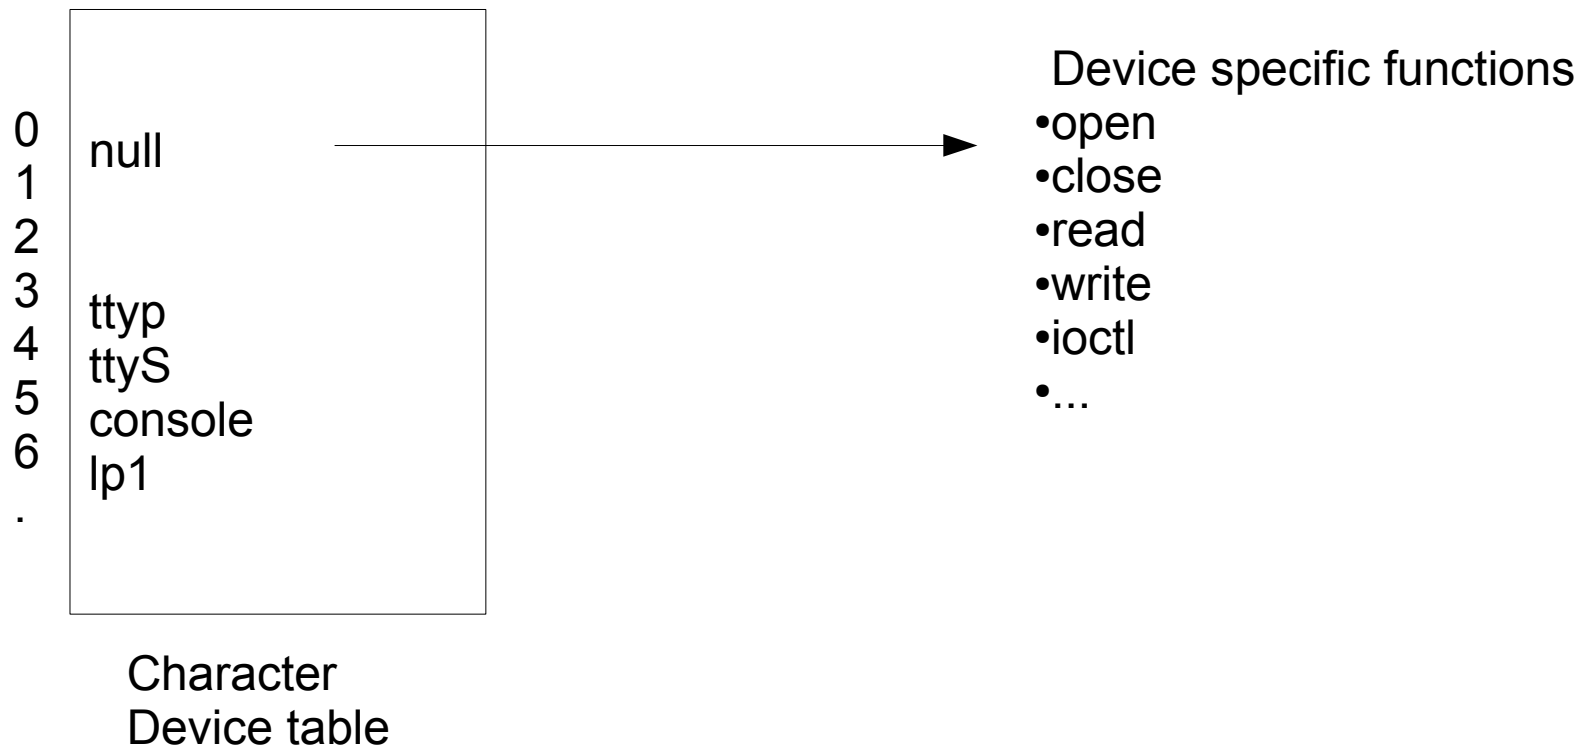 0
1
2
3
4
5
6
.
null
ttyp
ttyS
console
lp1
Character
Device table
Device specific functions
•open
•close
•read
•write
•ioctl
•...